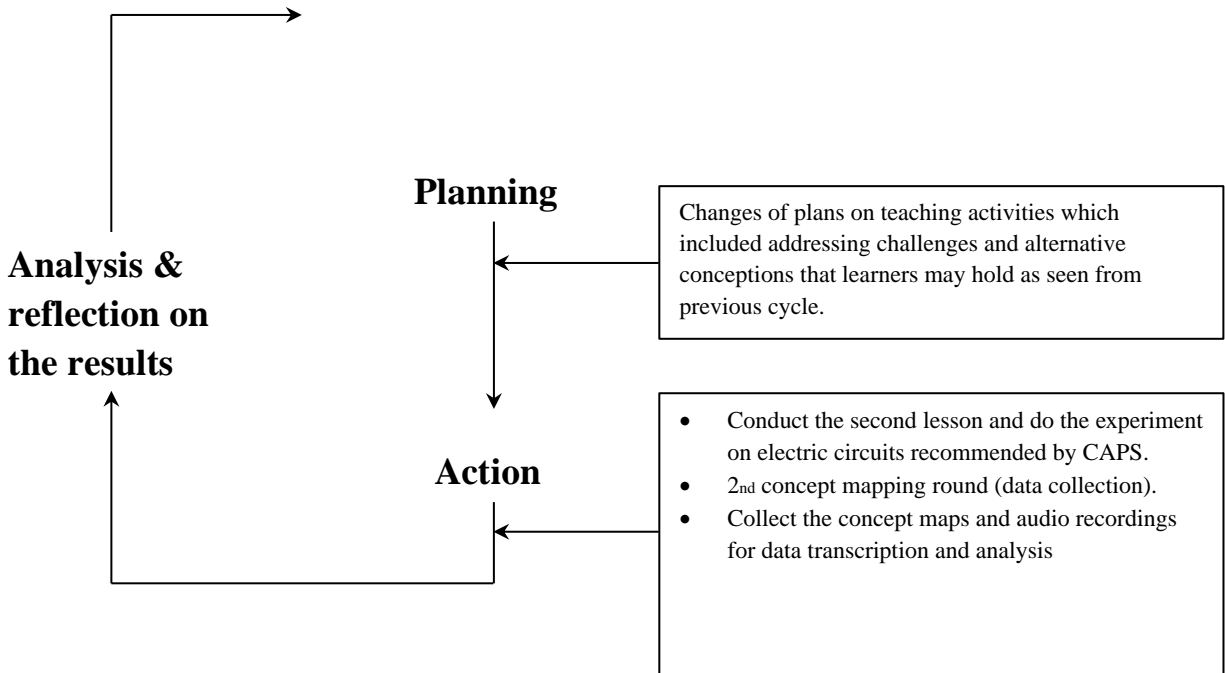 Planning
Changes of plans on teaching activities which
included addressing challenges and alternative
conceptions that learners may hold as seen from
previous cycle.
Analysis &
reflection on
the results
Action
• Conduct the second lesson and do the experiment
on electric circuits recommended by CAPS.
• 2nd concept mapping round (data collection).
• Collect the concept maps and audio recordings
for data transcription and analysis